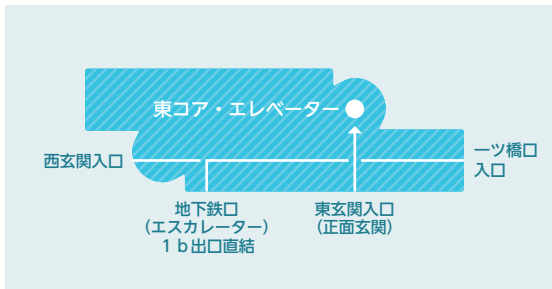 東コア・エレベーター
西玄関入口
一ツ橋口
入口
地下鉄口
（エスカレーター）
１ｂ出口直結
東玄関入口
（正面玄関）